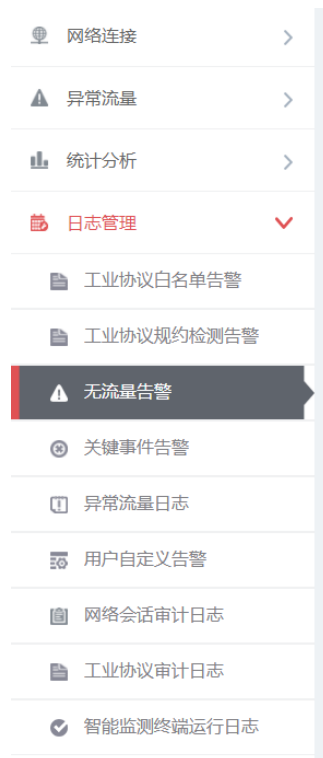 网络连接
异常流量
统计分析
日志管理
工业协议白名单告警
工业协议规约检测告警
无流量告警
关键事件告警
异常流量日志
用户自定义告警
网络会话审计日志
工业协议审计日志
智能监测终端运行日志